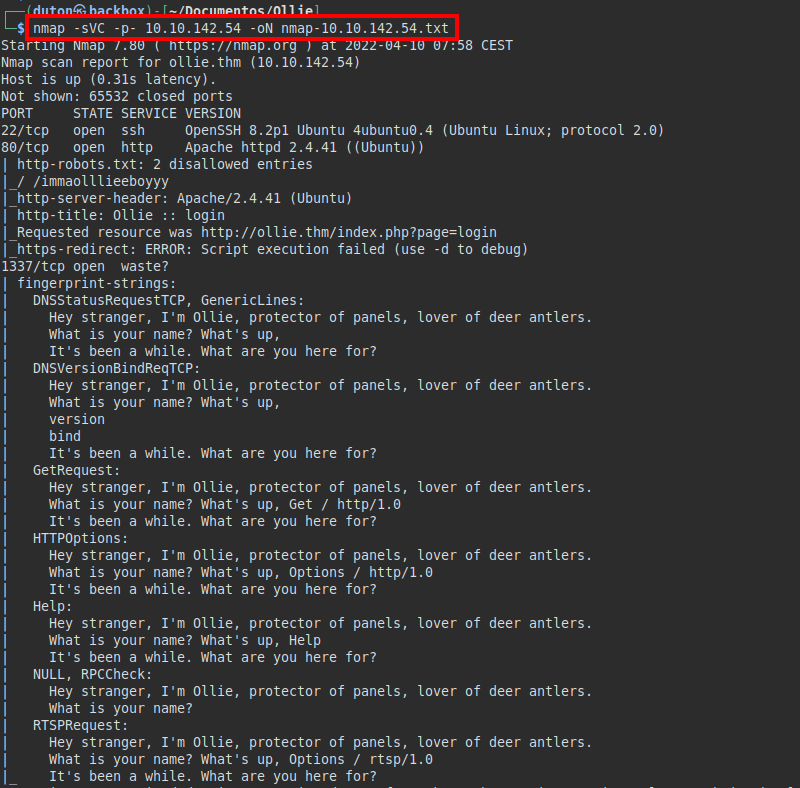 ┌──(duton㉿backbox)-[~/Documentos/Ollie]
└─$ nmap -sVC -p- 10.10.142.54 -oN nmap-10.10.142.54.txt
Starting Nmap 7.80 ( https://nmap.org ) at 2022-04-10 07:58 CEST
Nmap scan report for ollie.thm (10.10.142.54)
Host is up (0.31s latency).
Not shown: 65532 closed ports
PORT     STATE SERVICE VERSION
22/tcp   open  ssh     OpenSSH 8.2p1 Ubuntu 4ubuntu0.4 (Ubuntu Linux; protocol 2.0)
80/tcp   open  http    Apache httpd 2.4.41 ((Ubuntu))
| http-robots.txt: 2 disallowed entries
|_/ /immaolllieeboyyy
|_http-server-header: Apache/2.4.41 (Ubuntu)
| http-title: Ollie :: login
|_Requested resource was http://ollie.thm/index.php?page=login
|_https-redirect: ERROR: Script execution failed (use -d to debug)
1337/tcp open  waste?
| fingerprint-strings:
|   DNSStatusRequestTCP, GenericLines:
|     Hey stranger, I'm Ollie, protector of panels, lover of deer antlers.
|     What is your name? What's up,
|     It's been a while. What are you here for?
|   DNSVersionBindReqTCP:
|     Hey stranger, I'm Ollie, protector of panels, lover of deer antlers.
|     What is your name? What's up,
|     version
|     bind
|     It's been a while. What are you here for?
|   GetRequest:
|     Hey stranger, I'm Ollie, protector of panels, lover of deer antlers.
|     What is your name? What's up, Get / http/1.0
|     It's been a while. What are you here for?
|   HTTPOptions:
|     Hey stranger, I'm Ollie, protector of panels, lover of deer antlers.
|     What is your name? What's up, Options / http/1.0
|     It's been a while. What are you here for?
|   Help:
|     Hey stranger, I'm Ollie, protector of panels, lover of deer antlers.
|     What is your name? What's up, Help
|     It's been a while. What are you here for?
|   NULL, RPCCheck:
|     Hey stranger, I'm Ollie, protector of panels, lover of deer antlers.
|     What is your name?
|   RTSPRequest:
|     Hey stranger, I'm Ollie, protector of panels, lover of deer antlers.
|     What is your name? What's up, Options / rtsp/1.0
|_    It's been a while. What are you here for?